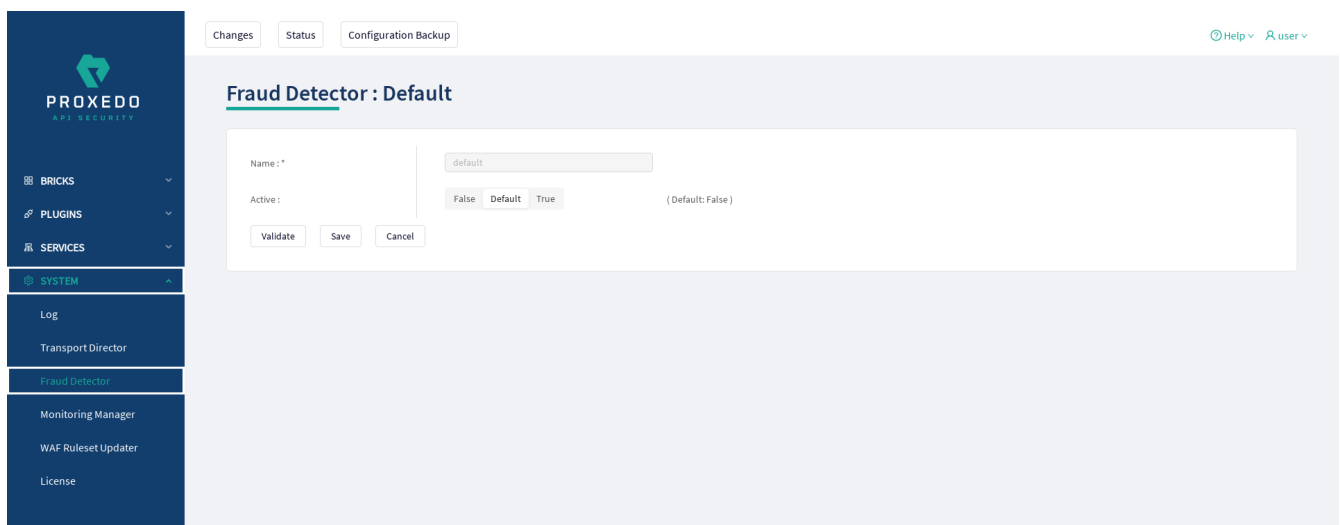 Changes Status Configuration Backup Help user
PROXEDO
API SECURITY
BRICKS
PLUGINS
SERVICES
SYSTEM
Log
Transport Director
Fraud Detector
Monitoring Manager
WAF Ruleset Updater
License
Fraud Detector : Default
Name : * default
Active : False Default True ( Default: False )
Validate Save Cancel